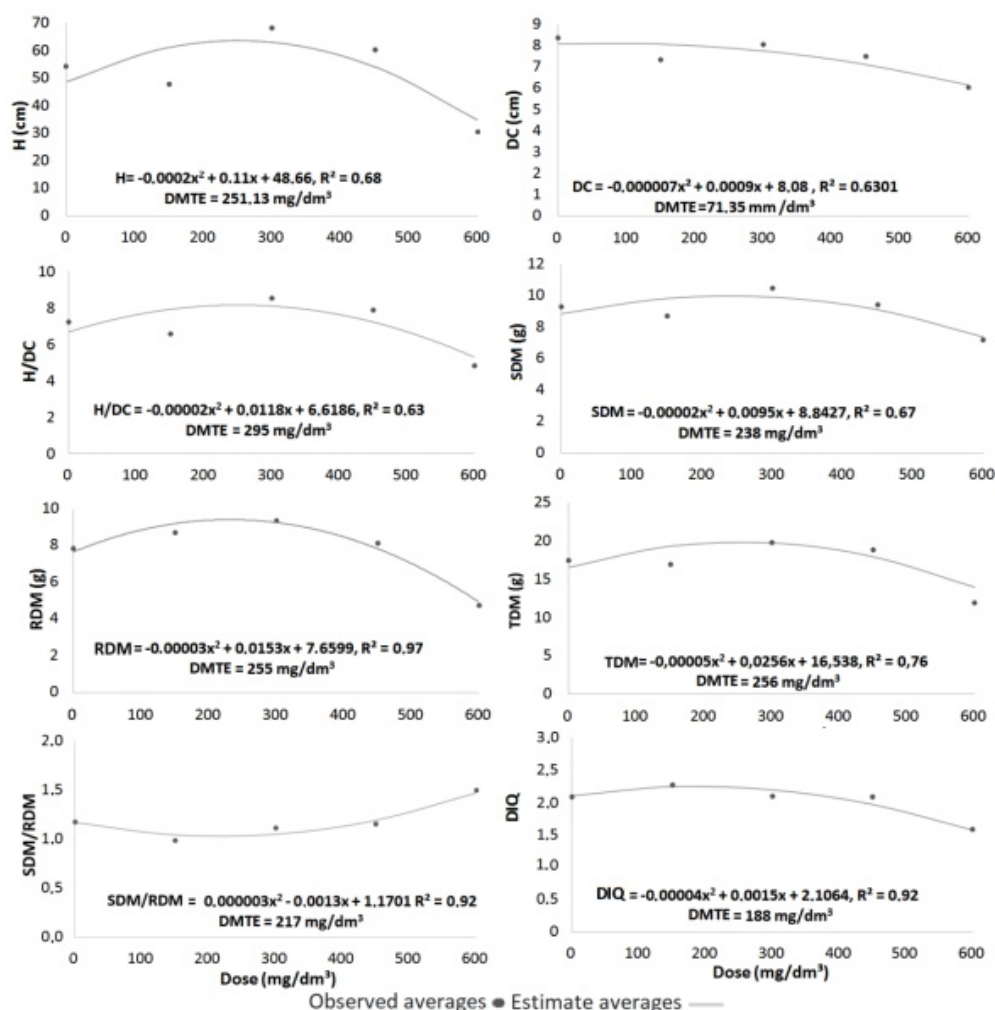 70
60
50
40
30
20
10
0
H (cm)
H= -0.0002x² + 0.11x + 48.66, R² = 0.68
DMTE = 251.13 mg/dm³
0 100 200 300 400 500 600
9
8
7
6
5
4
3
2
1
0
DC (cm)
DC = -0.000007x² + 0.0009x + 8.08 , R² = 0.6301
DMTE =71.35 mm /dm³
0 100 200 300 400 500 600
10
8
6
4
2
0
H/DC
H/DC = -0.00002x² + 0.0118x + 6.6186, R² = 0.63
DMTE = 295 mg/dm³
0 100 200 300 400 500 600
12
10
8
6
4
2
0
SDM (g)
SDM = -0.00002x² + 0.0095x + 8.8427, R² = 0.67
DMTE = 238 mg/dm³
0 100 200 300 400 500 600
10
8
6
4
2
0
RDM (g)
RDM = -0.00003x² + 0.0153x + 7.6599, R² = 0.97
DMTE = 255 mg/dm³
0 100 200 300 400 500 600
25
20
15
10
5
0
TDM (g)
TDM= -0,00005x² + 0,0256x + 16,538, R² = 0,76
DMTE = 256 mg/dm³
0 100 200 300 400 500 600
2.0
1.5
1.0
0,5
0,0
SDM/RDM
SDM/RDM = 0.000003x² - 0.0013x + 1.1701 R² = 0.92
DMTE = 217 mg/dm³
0 100 200 300 400 500 600
Dose (mg/dm³)
3.0
2.5
2.0
1.5
1.0
0.5
0
DIQ
DIQ = -0.00004x² + 0.0015x + 2.1064, R² = 0.92
DMTE = 188 mg/dm³
0 100 200 300 400 500 600
Dose (mg/dm³)
Observed averages Estimate averages